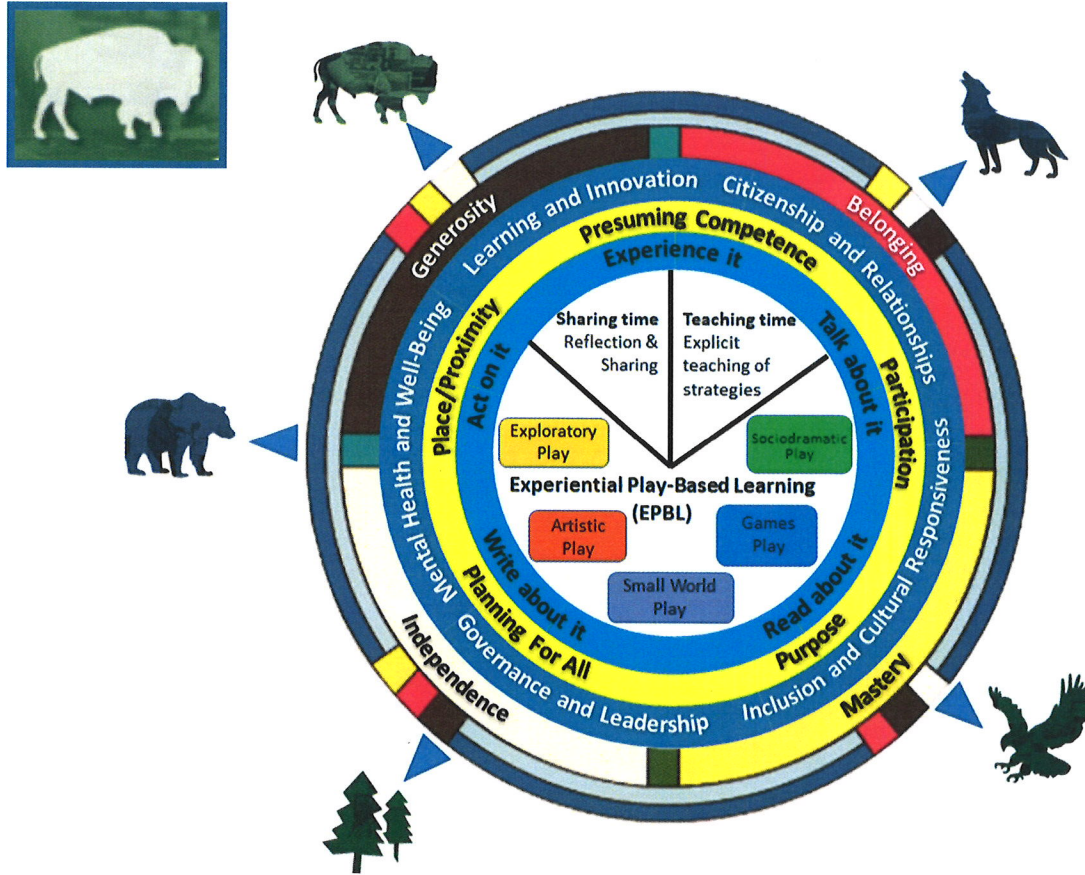 Generosity
Belonging
Mastery
Independence
Learning and Innovation
Citizenship and Relationships
Inclusion and Cultural Responsiveness
Governance and Leadership
Mental Health and Well-Being
Presuming Competence
Participation
Purpose
Planning For All
Place/Proximity
Experience it
Talk about it
Read about it
Write about it
Act on it
Sharing time
Reflection &
Sharing
Teaching time
Explicit
teaching of
strategies
Exploratory
Play
Sociodramatic
Play
Experiential Play-Based Learning
(EPBL)
Artistic
Play
Games
Play
Small World
Play